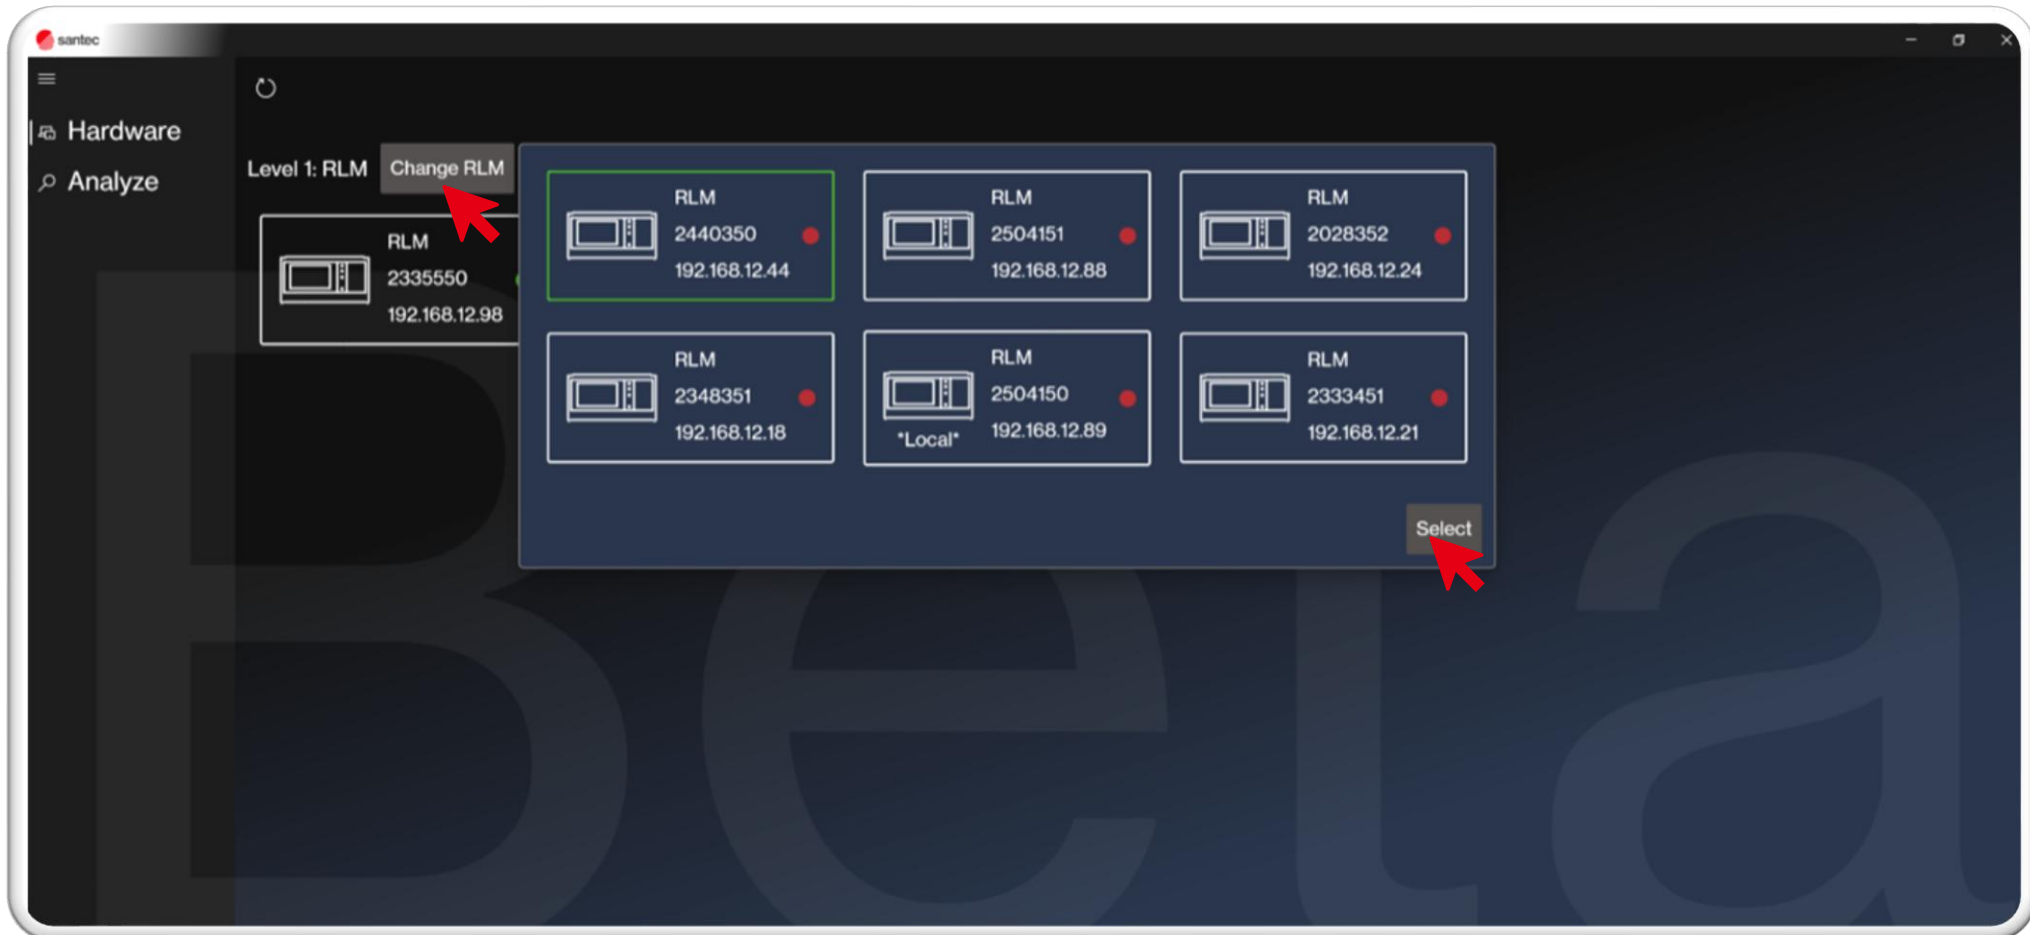 santec
Hardware
Analyze
Level 1: RLM
Change RLM
RLM
2335550
192.168.12.98
RLM
2440350
192.168.12.44
RLM
2504151
192.168.12.88
RLM
2028352
192.168.12.24
RLM
2348351
192.168.12.18
RLM
2504150
192.168.12.89
*Local*
RLM
2333451
192.168.12.21
Select
Beta